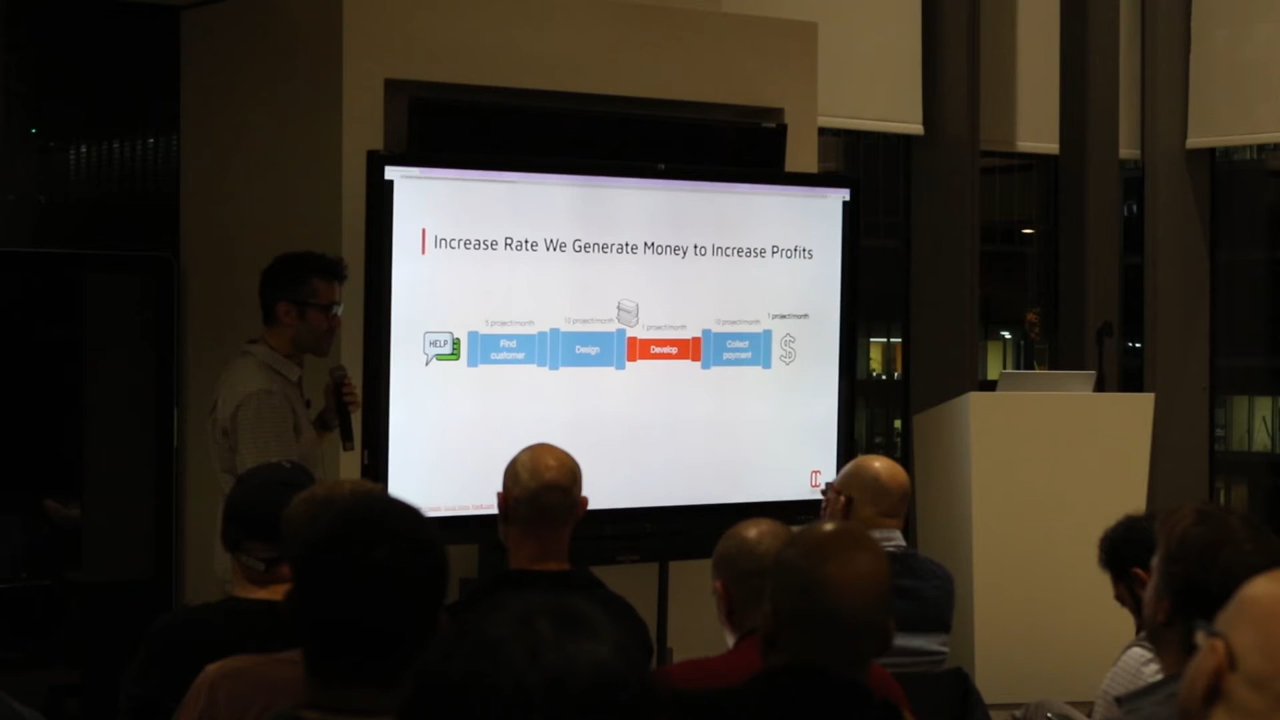 Increase Rate We Generate Money to Increase Profits
5 project/month
10 project/month
1 project/month
10 project/month
1 project/month
HELP
Find
customer
Design
Develop
Collect
payment
$